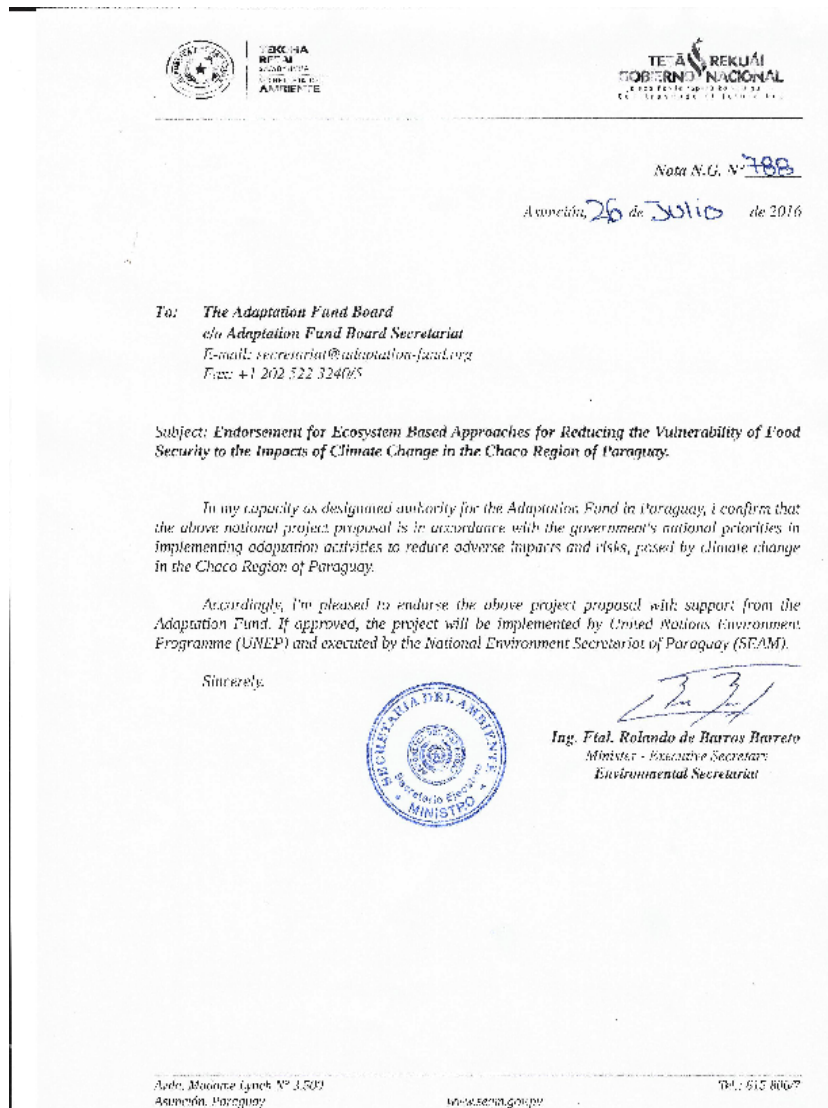 TEKOHA
AMBIENTE
TETÃ REKUÁI
GOBIERNO NACIONAL
Nota N.G. Nº 788
Asunción, 26 de Julio de 2016
To: The Adaptation Fund Board
c/o Adaptation Fund Board Secretariat
E-mail: secretariat@adaptation-fund.org
Fax: +1 202 522 3240/5
Subject: Endorsement for Ecosystem Based Approaches for Reducing the Vulnerability of Food
Security to the Impacts of Climate Change in the Chaco Region of Paraguay.
In my capacity as designated authority for the Adaptation Fund in Paraguay, I confirm that
the above national project proposal is in accordance with the government's national priorities in
implementing adaptation activities to reduce adverse impacts and risks, posed by climate change
in the Chaco Region of Paraguay.
Accordingly, I'm pleased to endorse the above project proposal with support from the
Adaptation Fund. If approved, the project will be implemented by United Nations Environment
Programme (UNEP) and executed by the National Environment Secretariat of Paraguay (SEAM).
Sincerely,
SECRETARIA DEL AMBIENTE
Secretario Ejecutivo
MINISTRO
Ing. Ftal. Rolando de Barros Barreto
Minister - Executive Secretary
Environmental Secretariat
Avda. Madame Lynch Nº 3.500
Asunción, Paraguay
www.seam.gov.py
Tel.: 615 806/7